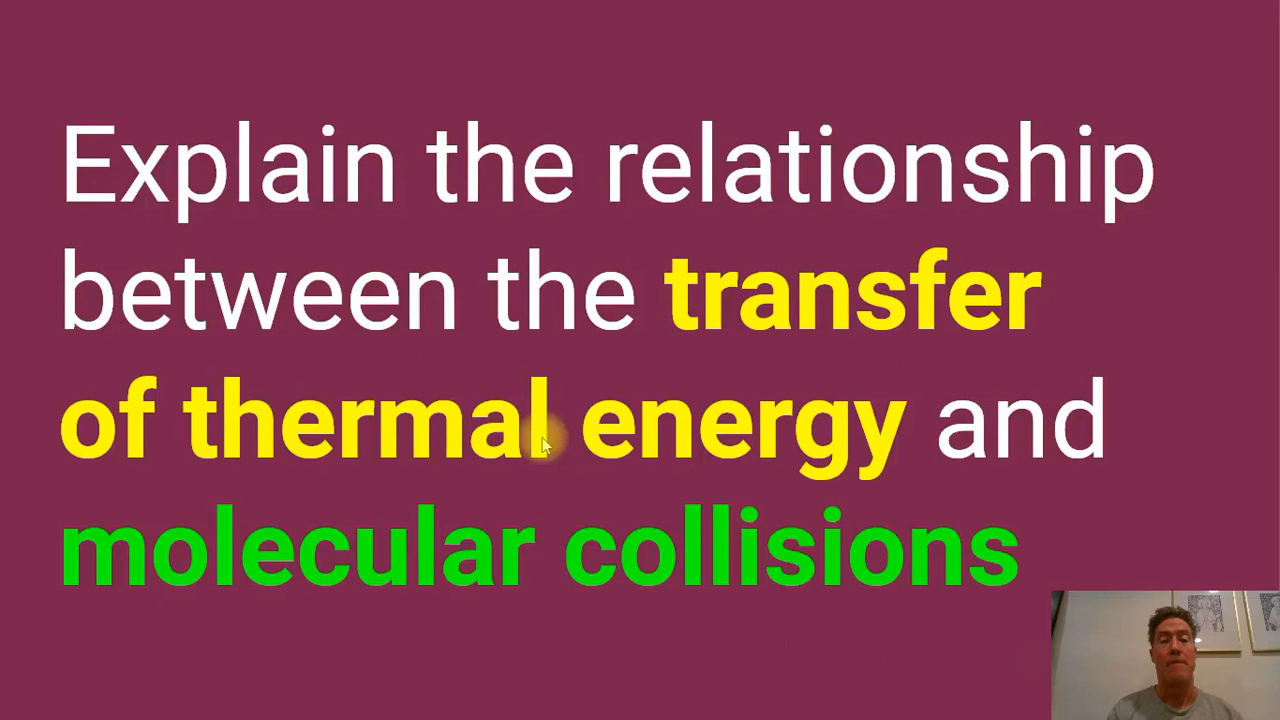 Explain the relationship
between the transfer
of thermal energy and
molecular collisions